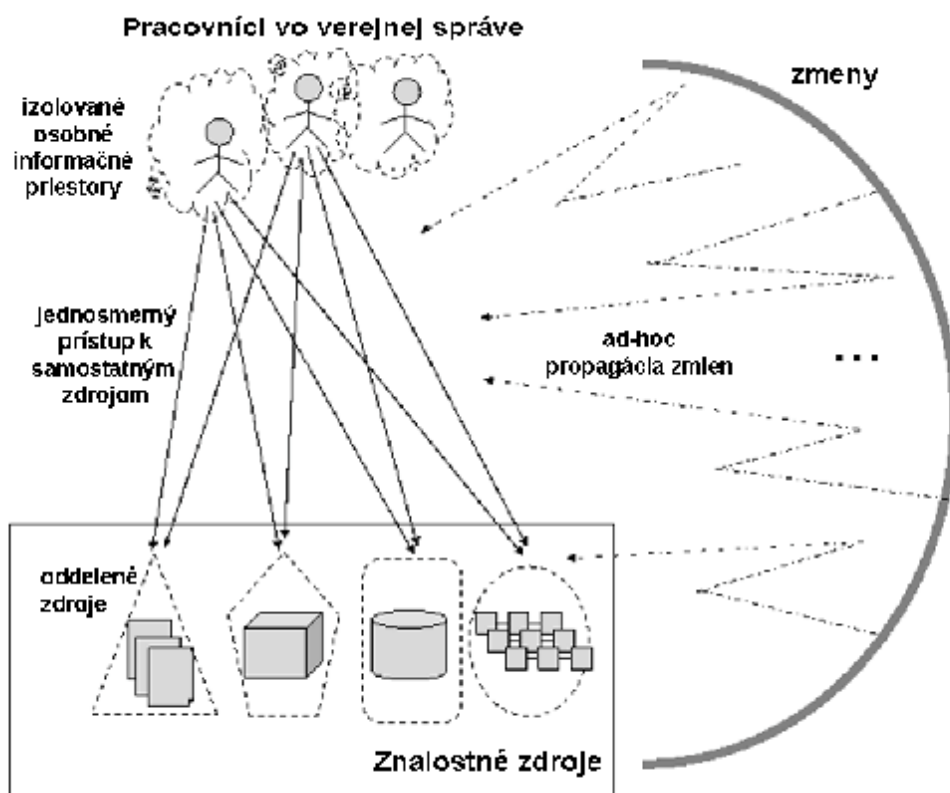 Pracovníci vo verejnej správe
zmeny
izolované
osobné
informačné
priestory
jednosmerný
prístup k
samostatným
zdrojom
ad-hoc
propagácia zmien
...
oddelené
zdroje
Znalostné zdroje